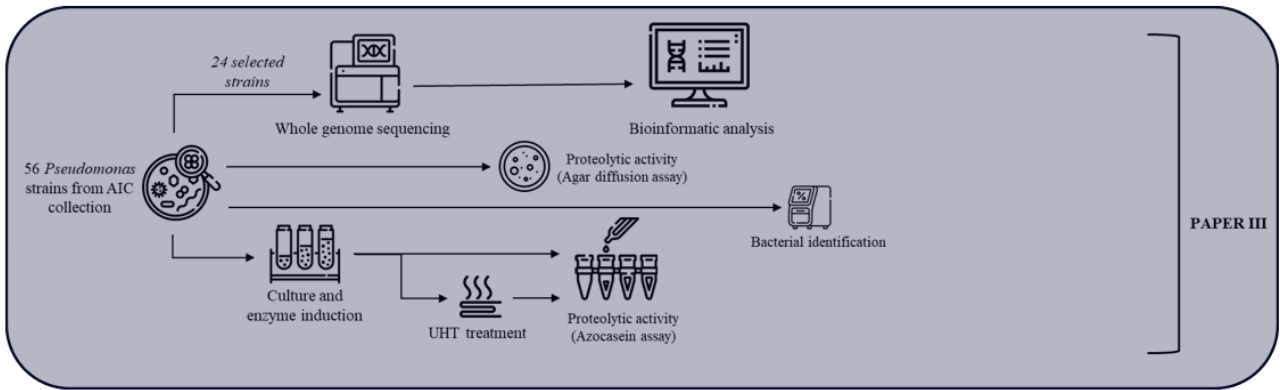 24 selected
strains
Whole genome sequencing
Bioinformatic analysis
56 Pseudomonas
strains from AIC
collection
Proteolytic activity
(Agar diffusion assay)
Bacterial identification
PAPER III
Culture and
enzyme induction
UHT treatment
Proteolytic activity
(Azocasein assay)